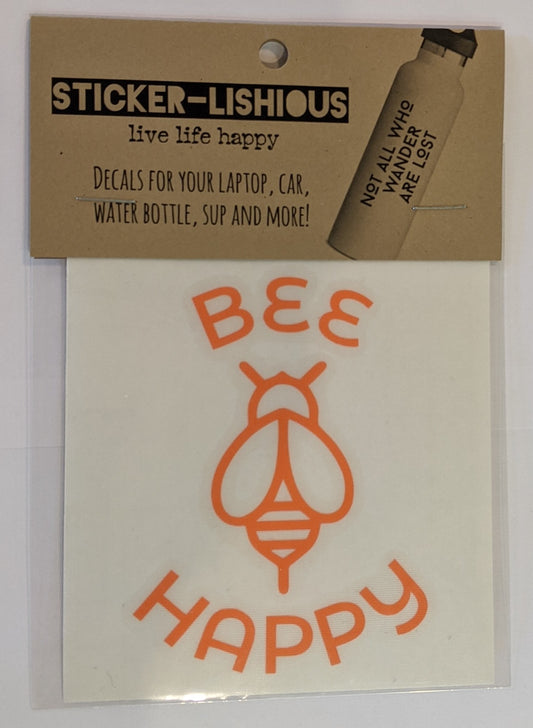 STICKER-LISHIOUS
live life happy
DECALS FOR YOUR LAPTOP, CAR,
WATER BOTTLE, SUP AND MORE!
NOT ALL WHO
WANDER
ARE LOST
BEE
HAPPY